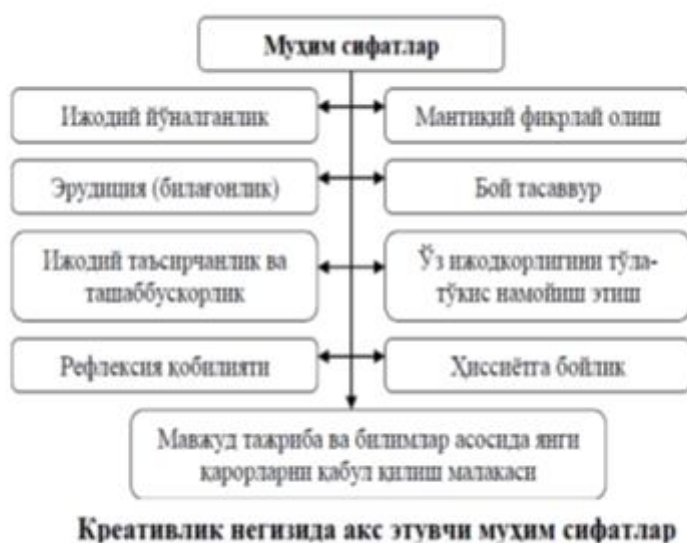 Муҳим сифатлар
Ижодий йўналганлик
Мантиқий фикрлай олиш
Эрудиция (билағонлик)
Бой тасаввур
Ижодий таъсирчанлик ва
ташаббускорлик
Ўз ижодкорлигини тўла-
тўкис намойиш этиш
Рефлексия қобилияти
Ҳиссиётга бойлик
Мавжуд тажриба ва билимлар асосида янги
қарорларни қабул қилиш малакаси
Креативлик негизида акс этувчи муҳим сифатлар